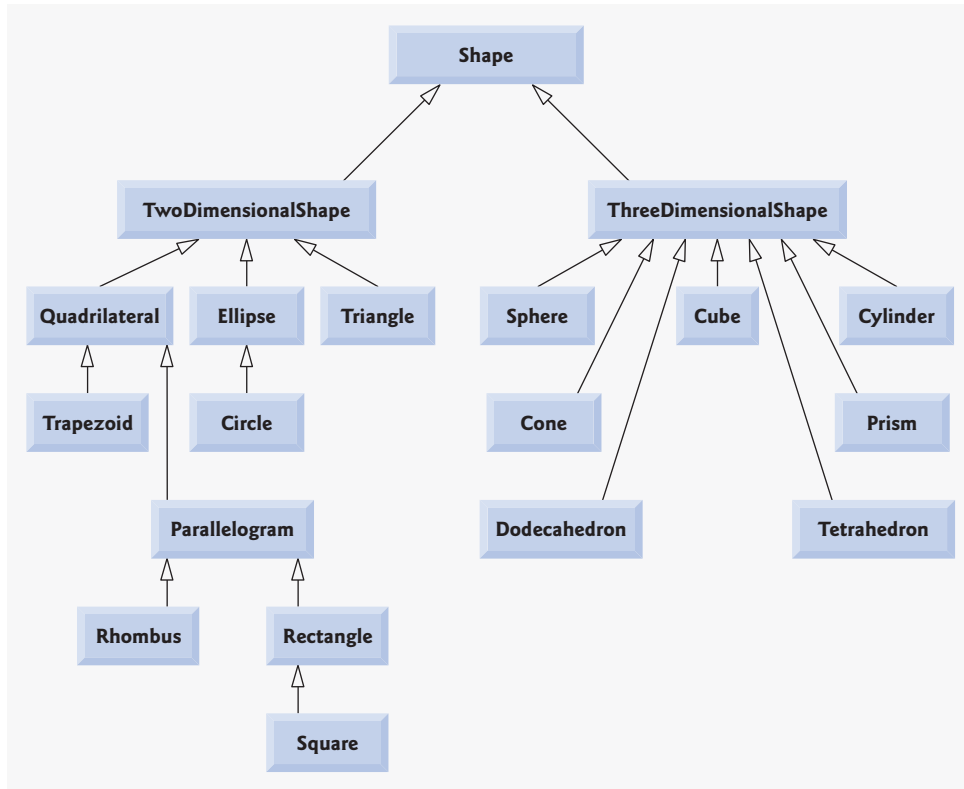 Shape
TwoDimensionalShape
ThreeDimensionalShape
Quadrilateral
Ellipse
Triangle
Sphere
Cube
Cylinder
Trapezoid
Circle
Cone
Prism
Parallelogram
Dodecahedron
Tetrahedron
Rhombus
Rectangle
Square